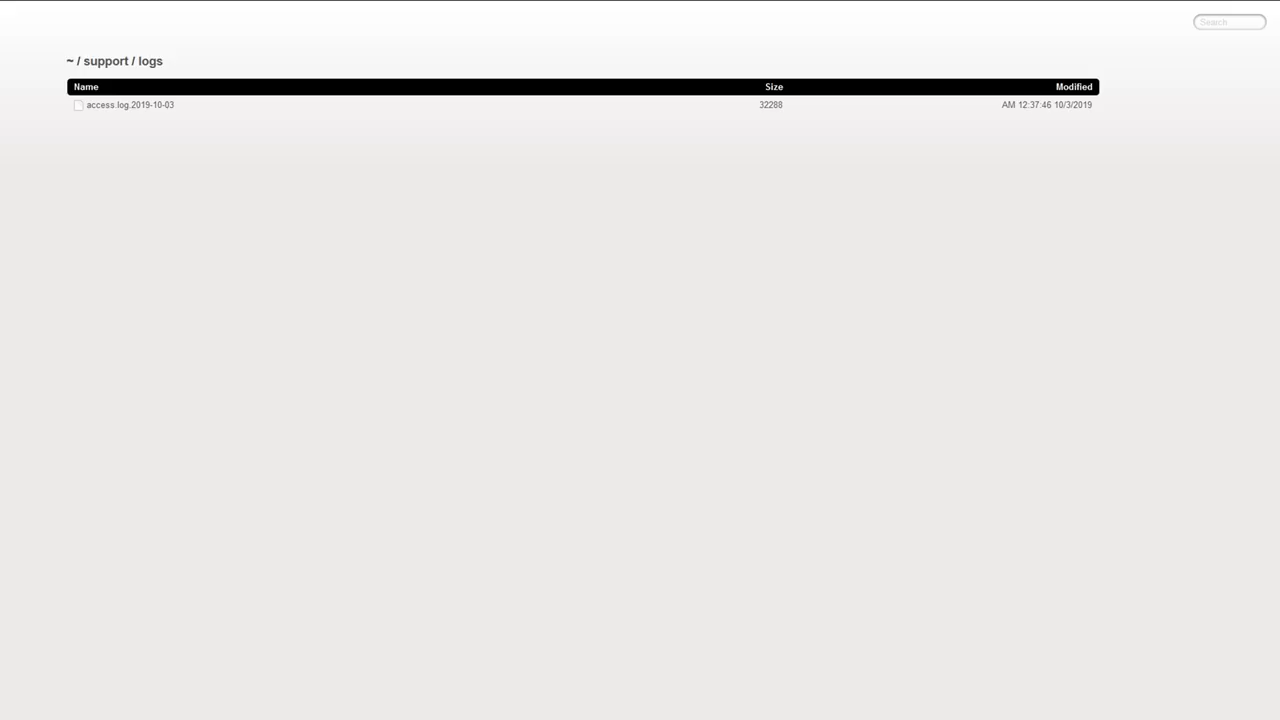 Search
~ / support / logs
Name Size Modified
access.log.2019-10-03 32288 AM 12:37:46 10/3/2019